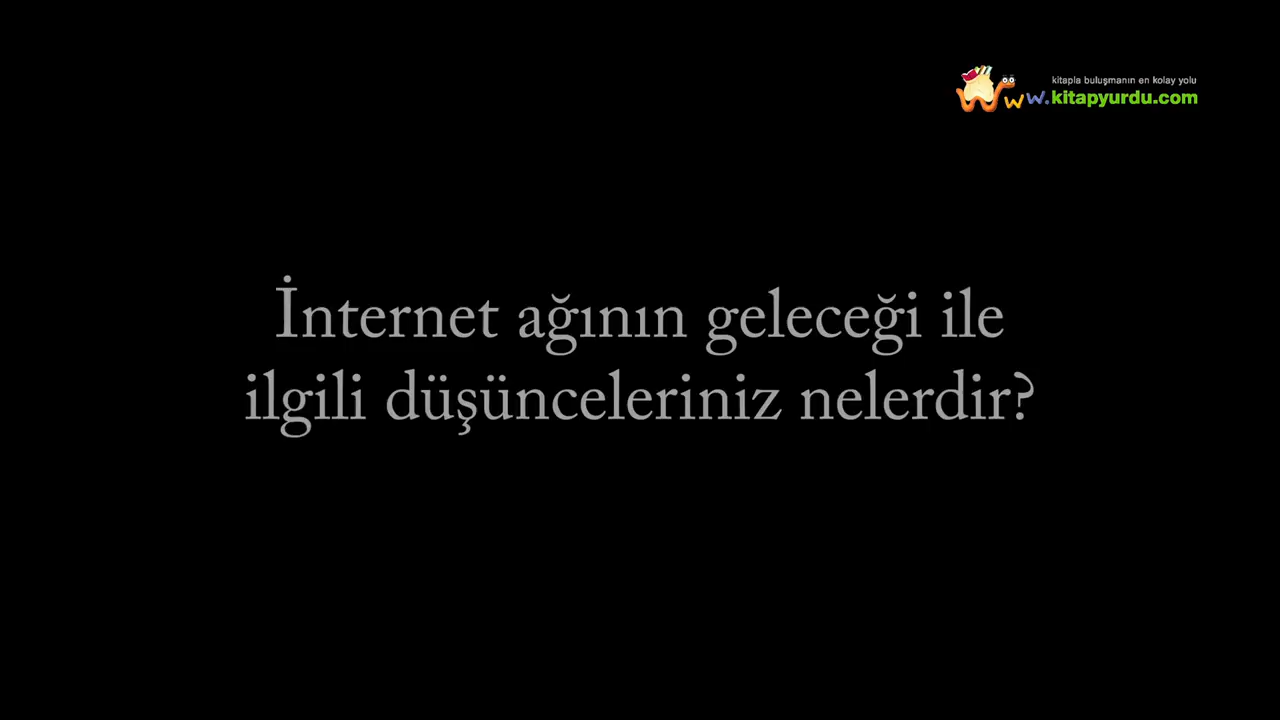 kitapla buluşmanın en kolay yolu
www.kitapyurdu.com
İnternet ağının geleceği ile
ilgili düşünceleriniz nelerdir?